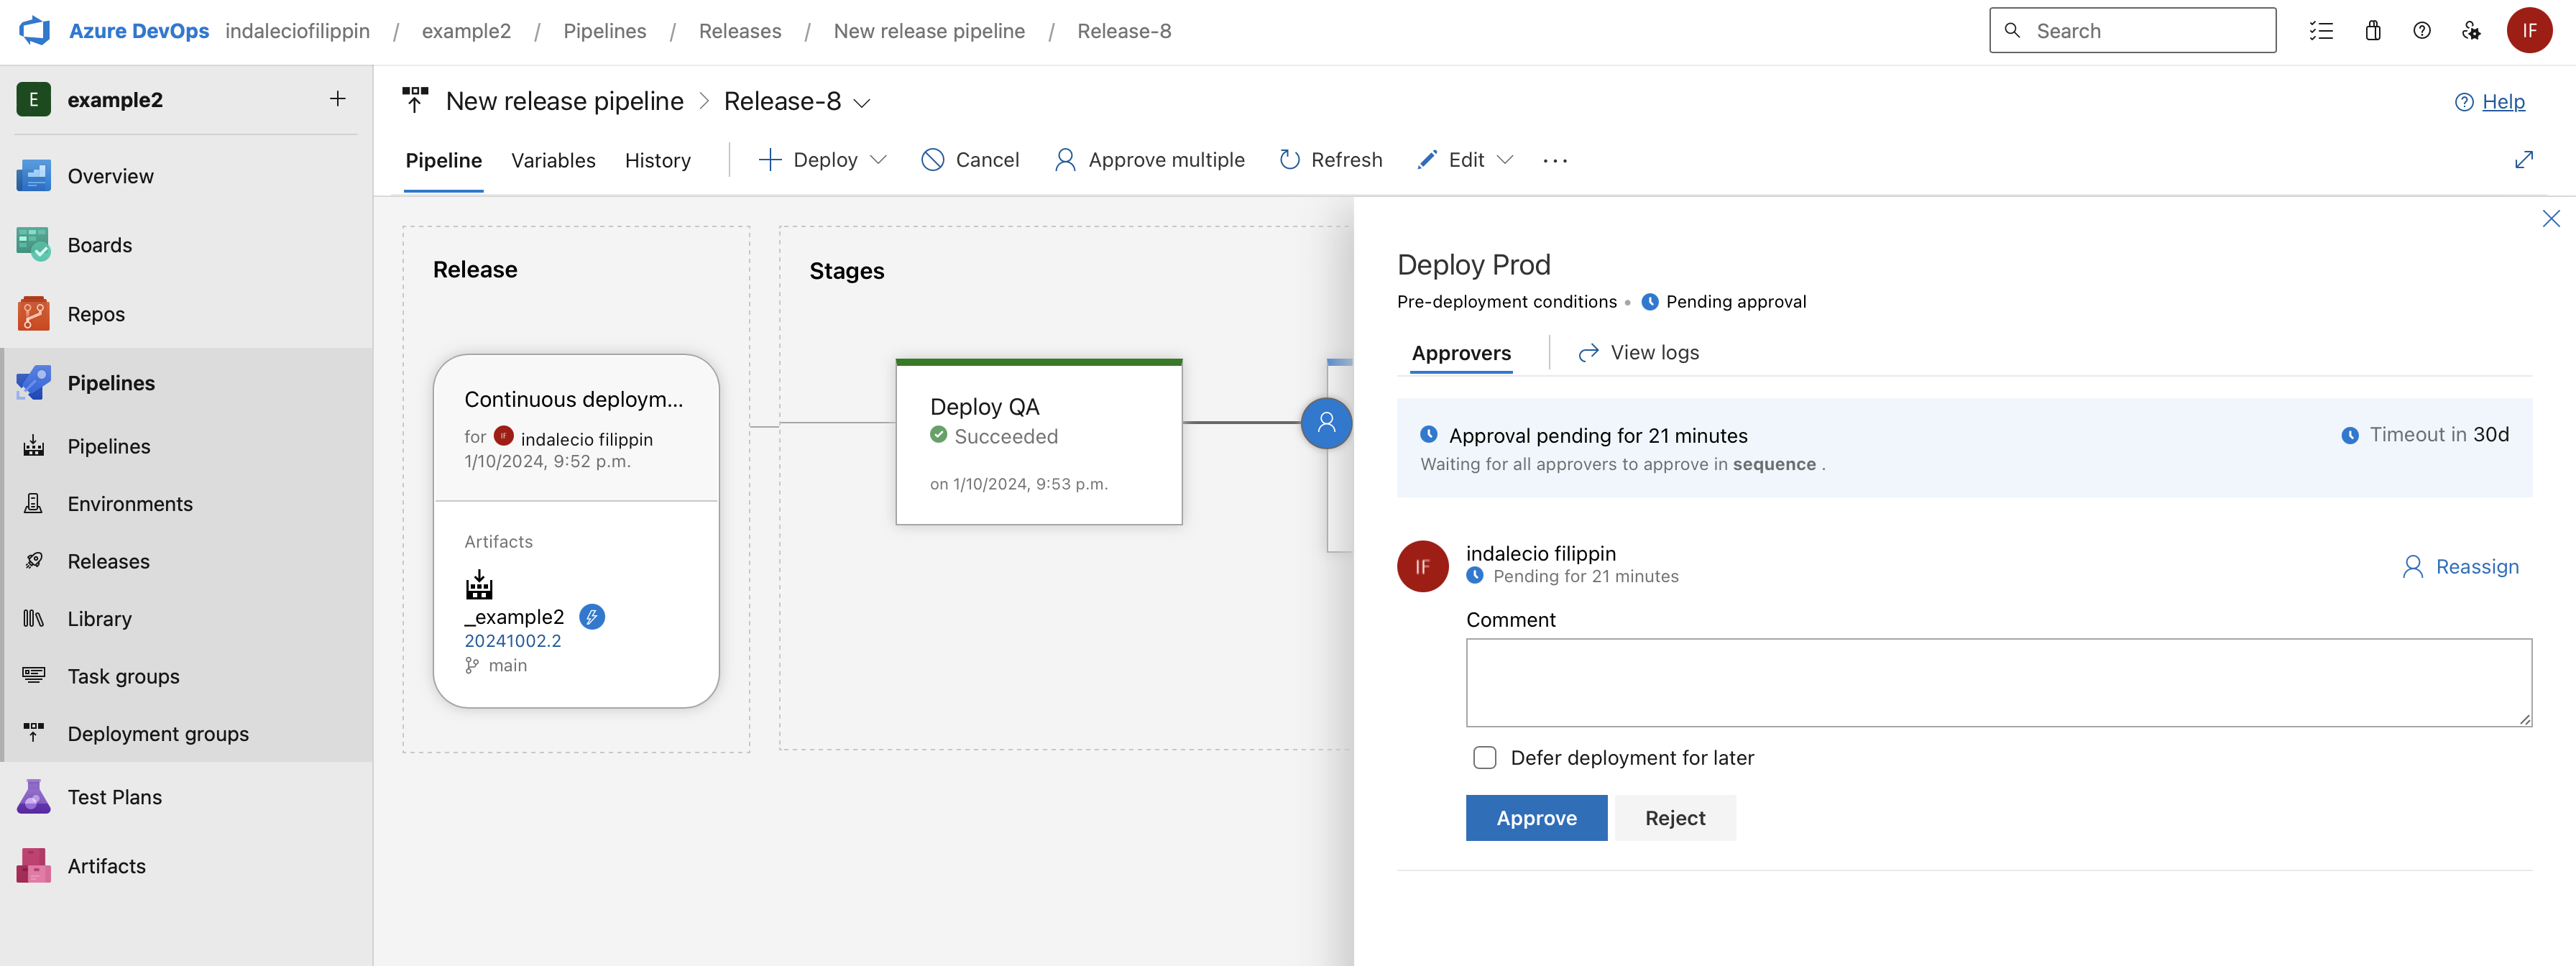 Azure DevOps indaleciofilippin / example2 / Pipelines / Releases / New release pipeline / Release-8
Search
IF
E example2 +
Overview
Boards
Repos
Pipelines
Pipelines
Environments
Releases
Library
Task groups
Deployment groups
Test Plans
Artifacts
New release pipeline > Release-8
Help
Pipeline Variables History Deploy Cancel Approve multiple Refresh Edit ...
Release
Continuous deploym...
for IF indalecio filippin
1/10/2024, 9:52 p.m.
Artifacts
_example2
20241002.2
main
Stages
Deploy QA
Succeeded
on 1/10/2024, 9:53 p.m.
Deploy Prod
Pre-deployment conditions • Pending approval
Approvers View logs
Approval pending for 21 minutes
Timeout in 30d
Waiting for all approvers to approve in sequence .
IF indalecio filippin
Pending for 21 minutes
Reassign
Comment
Defer deployment for later
Approve Reject